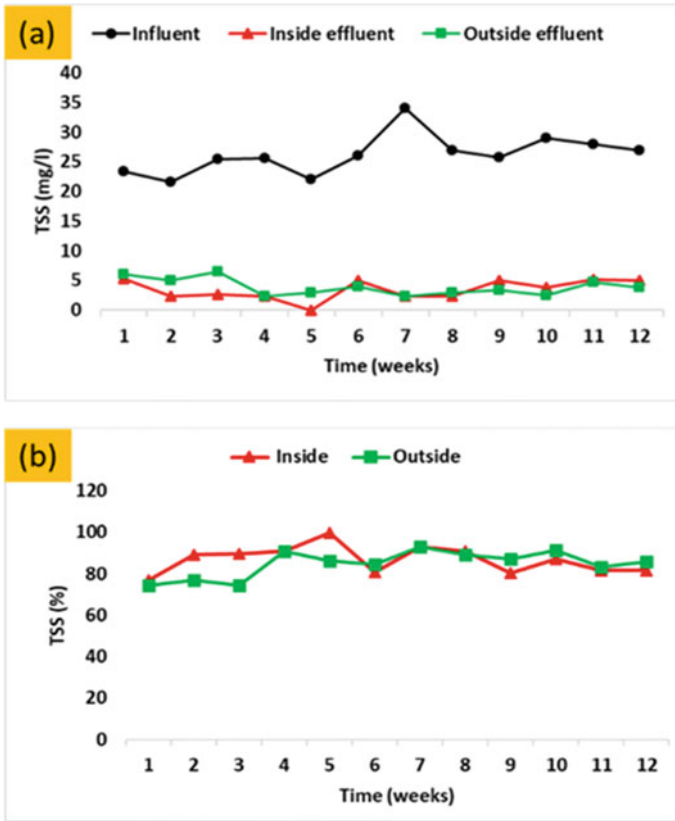 (a)
Influent Inside effluent Outside effluent
40
35
30
25
20
15
10
5
0
TSS (mg/l)
1 2 3 4 5 6 7 8 9 10 11 12
Time (weeks)
(b)
Inside Outside
120
100
80
60
40
20
0
TSS (%)
1 2 3 4 5 6 7 8 9 10 11 12
Time (weeks)